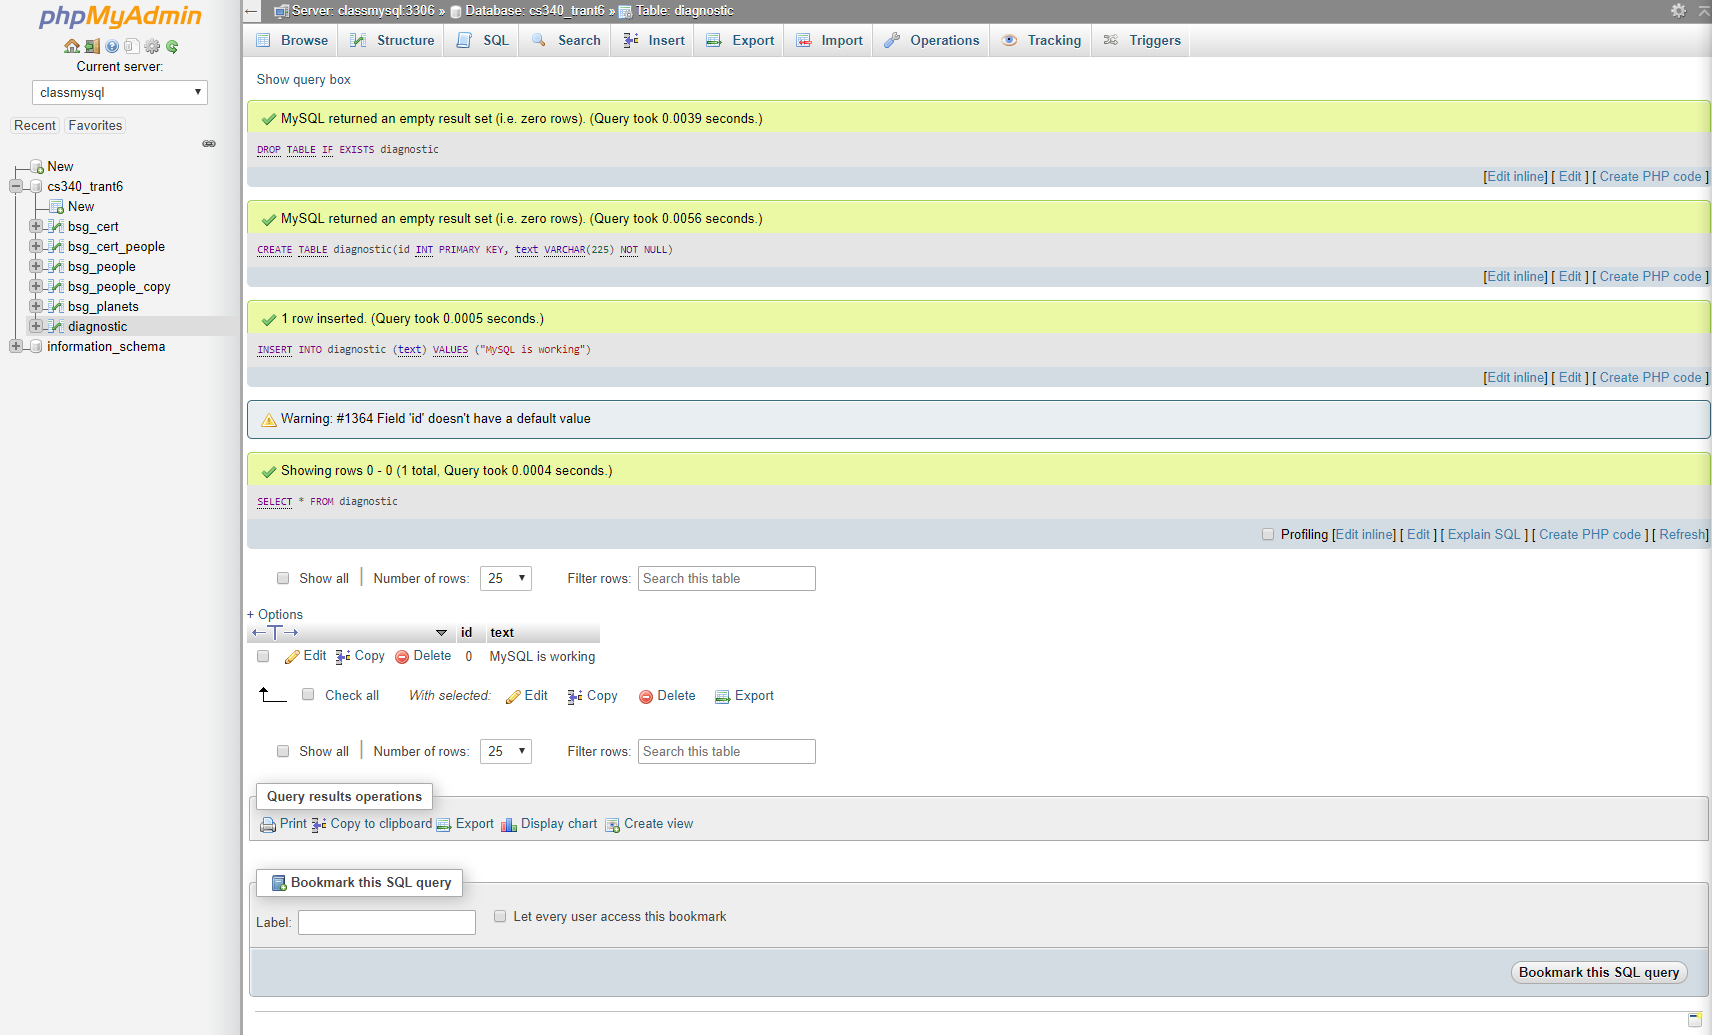 phpMyAdmin
Current server:
classmysql
Recent Favorites
New
cs340_trant6
New
bsg_cert
bsg_cert_people
bsg_people
bsg_people_copy
bsg_planets
diagnostic
information_schema
Server: classmysql:3306 » Database: cs340_trant6 » Table: diagnostic
Browse Structure SQL Search Insert Export Import Operations Tracking Triggers
Show query box
MySQL returned an empty result set (i.e. zero rows). (Query took 0.0039 seconds.)
DROP TABLE IF EXISTS diagnostic
[Edit inline] [ Edit ] [ Create PHP code ]
MySQL returned an empty result set (i.e. zero rows). (Query took 0.0056 seconds.)
CREATE TABLE diagnostic(id INT PRIMARY KEY, text VARCHAR(225) NOT NULL)
[Edit inline] [ Edit ] [ Create PHP code ]
1 row inserted. (Query took 0.0005 seconds.)
INSERT INTO diagnostic (text) VALUES ("MySQL is working")
[Edit inline] [ Edit ] [ Create PHP code ]
Warning: #1364 Field 'id' doesn't have a default value
Showing rows 0 - 0 (1 total, Query took 0.0004 seconds.)
SELECT * FROM diagnostic
Profiling [Edit inline] [ Edit ] [ Explain SQL ] [ Create PHP code ] [ Refresh]
Show all Number of rows: 25 Filter rows: Search this table
+ Options
id text
Edit Copy Delete 0 MySQL is working
Check all With selected: Edit Copy Delete Export
Show all Number of rows: 25 Filter rows: Search this table
Query results operations
Print Copy to clipboard Export Display chart Create view
Bookmark this SQL query
Label: Let every user access this bookmark
Bookmark this SQL query